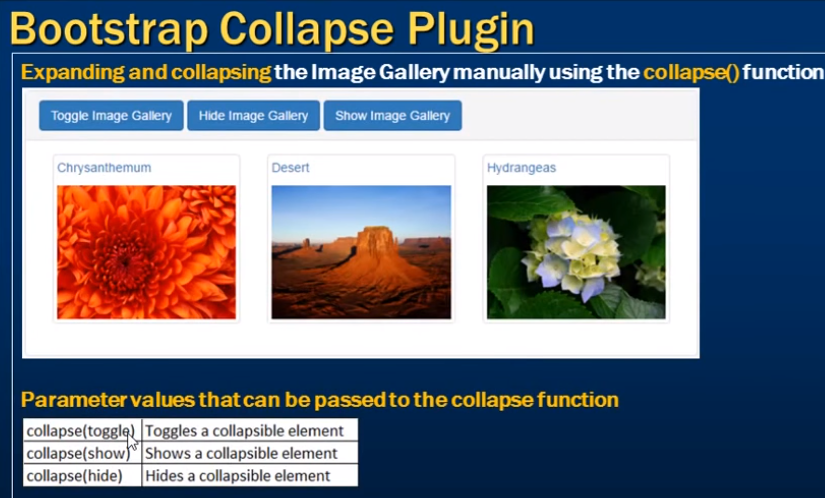 Bootstrap Collapse Plugin
Expanding and collapsing the Image Gallery manually using the collapse() function
Toggle Image Gallery Hide Image Gallery Show Image Gallery
Chrysanthemum Desert Hydrangeas
Parameter values that can be passed to the collapse function
collapse(toggle) Toggles a collapsible element
collapse(show) Shows a collapsible element
collapse(hide) Hides a collapsible element